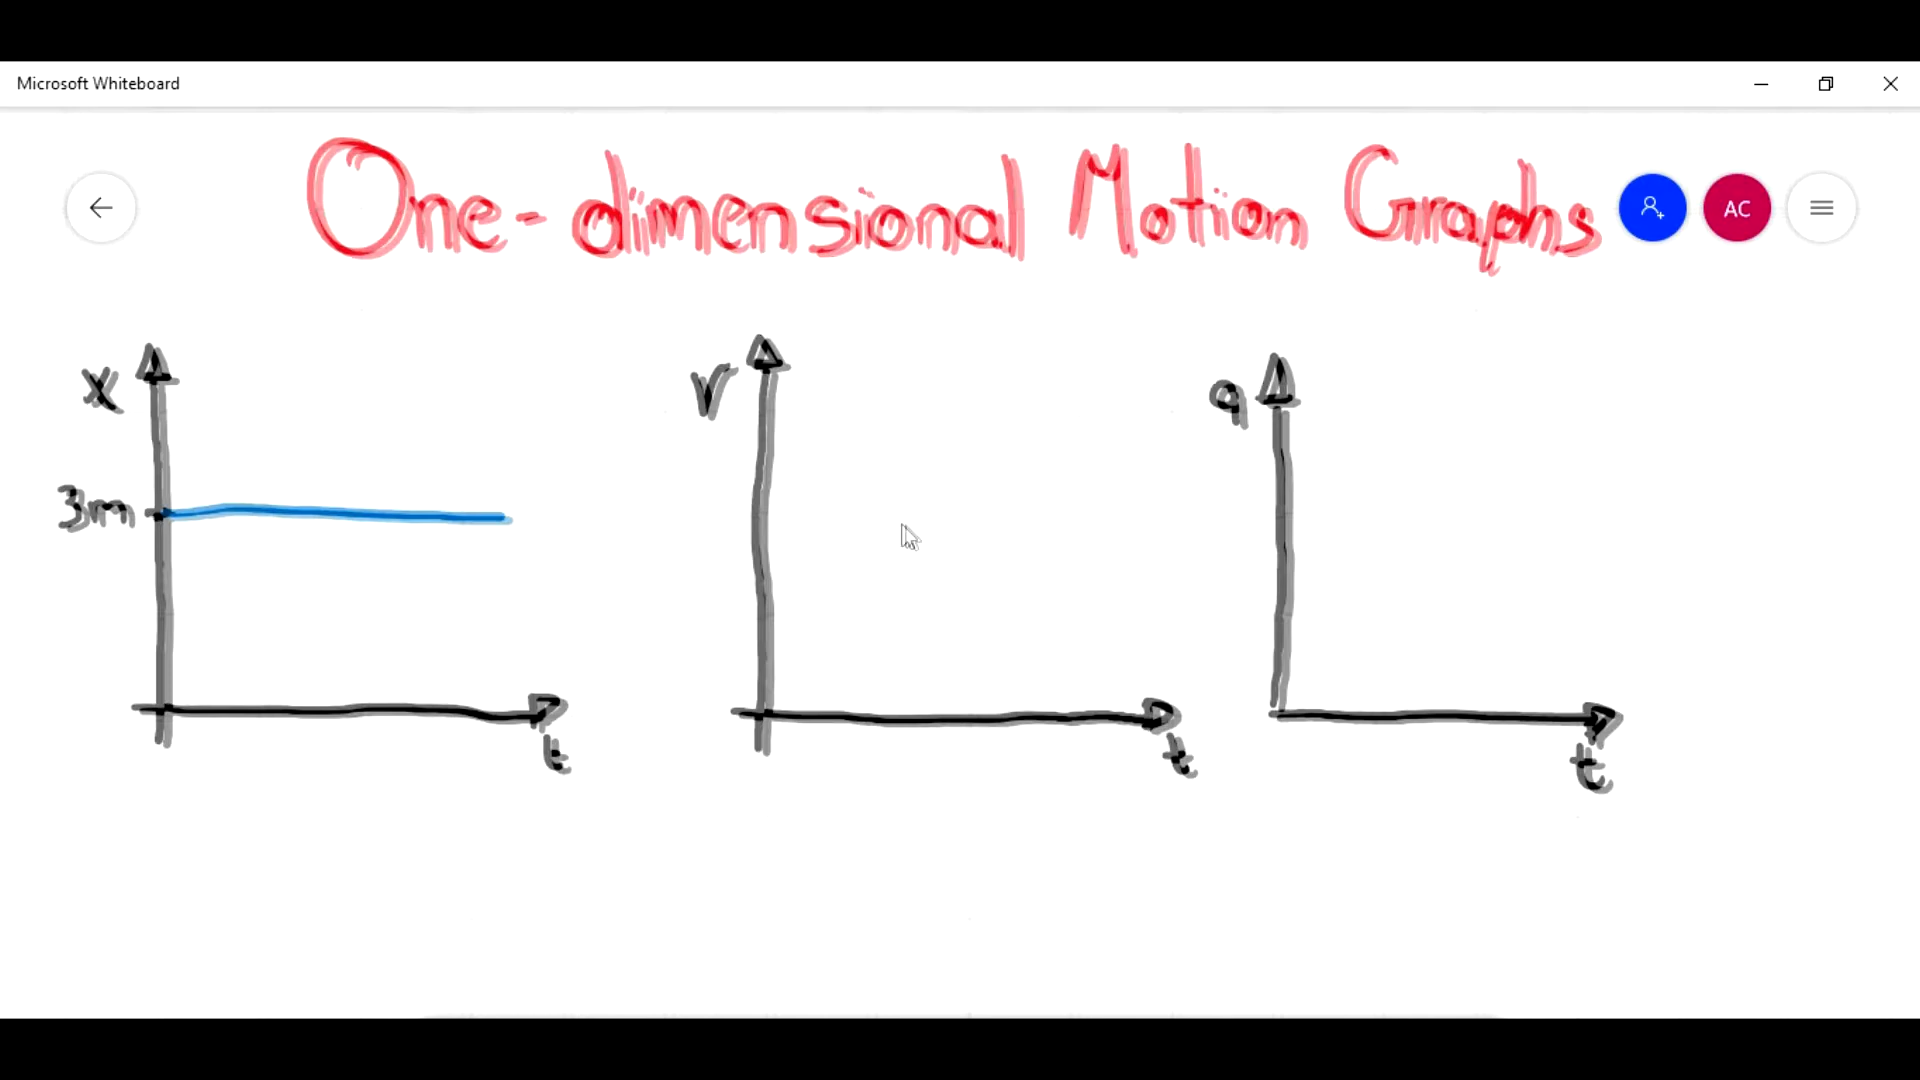 Microsoft Whiteboard
One-dimensional Motion Graphs
AC
x
V
a
3m
t
t
t